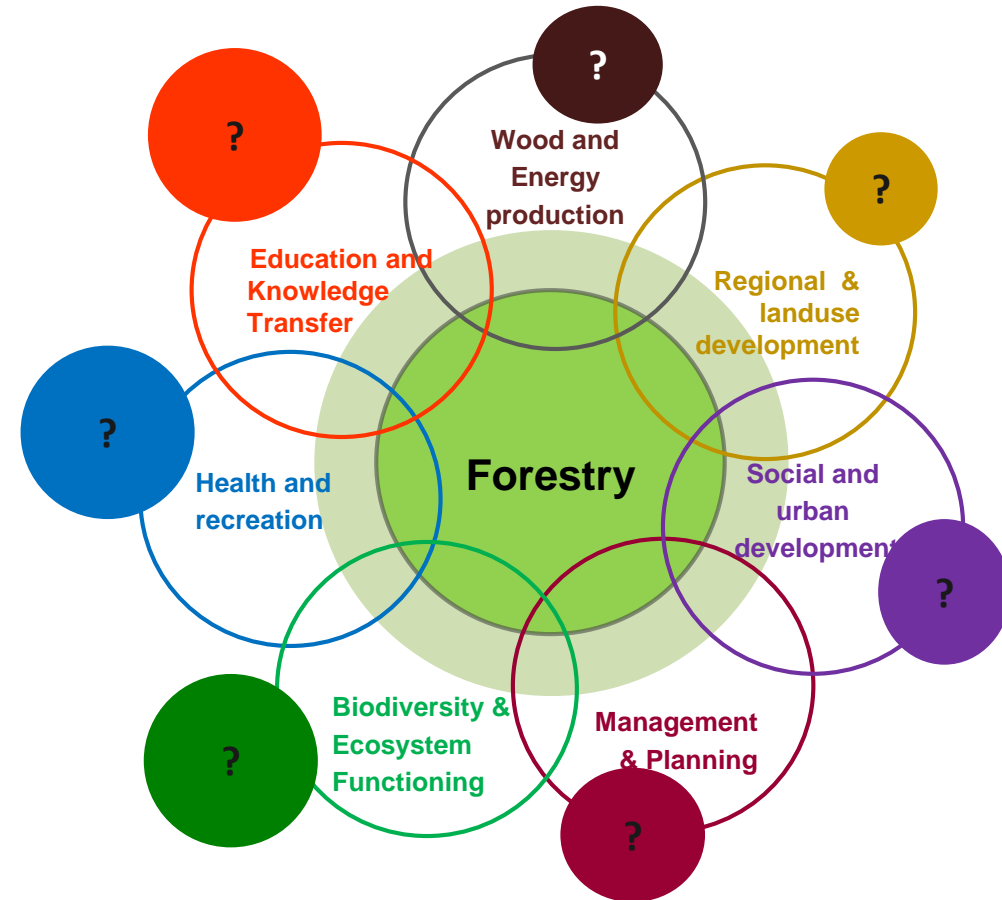 ?
Wood and
Energy
production
?
Regional &
landuse
development
?
Social and
urban
development
?
Management
& Planning
?
Biodiversity &
Ecosystem
Functioning
?
Health and
recreation
?
Education and
Knowledge
Transfer
Forestry